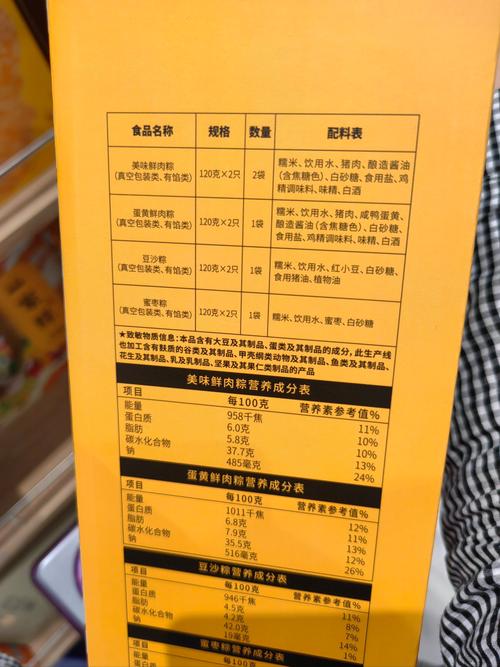 食品名称 规格 数量 配料表
美味鲜肉粽
(真空包装类、有馅类)
120克×2只
2袋
糯米、饮用水、猪肉、酿造酱油
(含焦糖色)、白砂糖、食用盐、鸡
精调味料、味精、白酒
蛋黄鲜肉粽
(真空包装类、有馅类)
120克×2只
1袋
糯米、饮用水、猪肉、咸鸭蛋黄、
酿造酱油(含焦糖色)、白砂糖、
食用盐、鸡精调味料、味精、白酒
豆沙粽
(真空包装类、有馅类)
120克×2只
1袋
糯米、饮用水、红小豆、白砂糖、
食用猪油、植物油
蜜枣粽
(真空包装类、有馅类)
120克×2只
1袋
糯米、饮用水、蜜枣、白砂糖
★致敏物质信息:本品含有大豆及其制品、蛋类及其制品的成分,此生产线
也加工含有麸质的谷类及其制品、甲壳纲类动物及其制品、鱼类及其制品、
花生及其制品、乳及乳制品、坚果及其果仁类制品的产品
美味鲜肉粽营养成分表
项目 每100克 营养素参考值%
能量 958千焦 11%
蛋白质 6.0克 10%
脂肪 5.8克 10%
碳水化合物 37.7克 13%
钠 485毫克 24%
蛋黄鲜肉粽营养成分表
项目 每100克 营养素参考值%
能量 1011千焦 12%
蛋白质 6.8克 11%
脂肪 7.9克 13%
碳水化合物 35.5克 12%
钠 516毫克 26%
豆沙粽营养成分表
项目 每100克 营养素参考值%
能量 946千焦 11%
蛋白质 4.5克 8%
脂肪 4.2克 7%
碳水化合物 42.0克 14%
钠 19毫克 1%
蜜枣粽营养成分表
项目 每100克